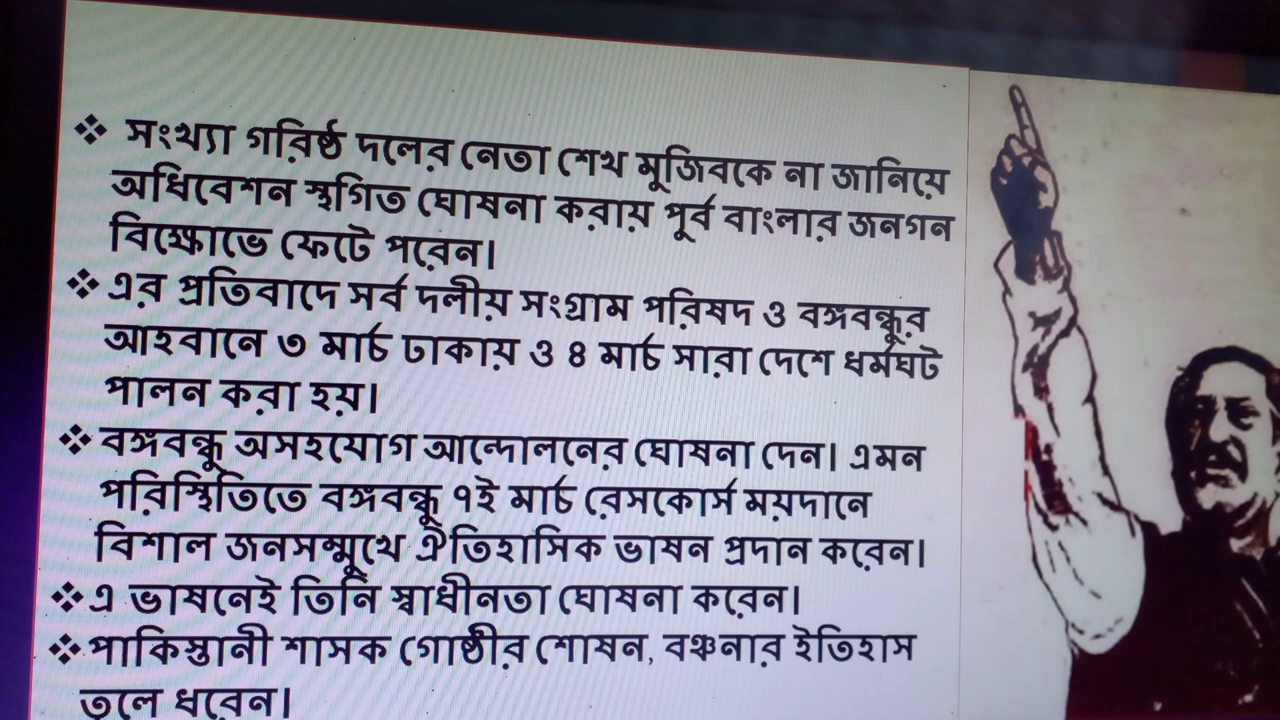 ❖ সংখ্যা গরিষ্ঠ দলের নেতা শেখ মুজিবকে না জানিয়ে
অধিবেশন স্থগিত ঘোষনা করায় পূর্ব বাংলার জনগন
বিক্ষোভে ফেটে পরেন।
❖ এর প্রতিবাদে সর্ব দলীয় সংগ্রাম পরিষদ ও বঙ্গবন্ধুর
আহবানে ৩ মার্চ ঢাকায় ও ৪ মার্চ সারা দেশে ধর্মঘট
পালন করা হয়।
❖ বঙ্গবন্ধু অসহযোগ আন্দোলনের ঘোষনা দেন। এমন
পরিস্থিতিতে বঙ্গবন্ধু ৭ই মার্চ রেসকোর্স ময়দানে
বিশাল জনসম্মুখে ঐতিহাসিক ভাষন প্রদান করেন।
❖ এ ভাষনেই তিনি স্বাধীনতা ঘোষনা করেন।
❖ পাকিস্তানী শাসক গোষ্ঠীর শোষন, বঞ্চনার ইতিহাস
তুলে ধরেন।